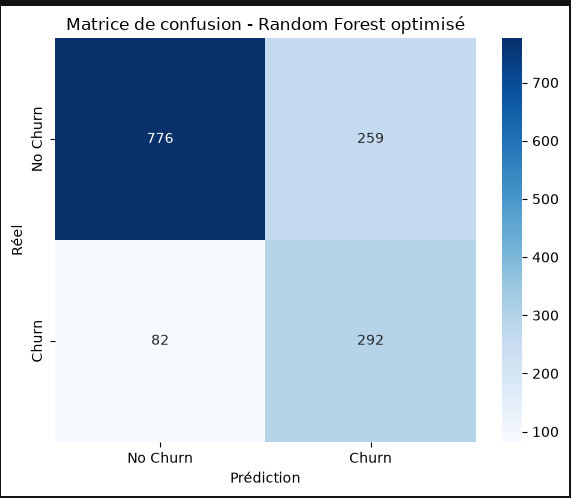 Matrice de confusion - Random Forest optimisé
No Churn
776
259
Réel
Churn
82
292
No Churn
Churn
Prédiction
700
600
500
400
300
200
100